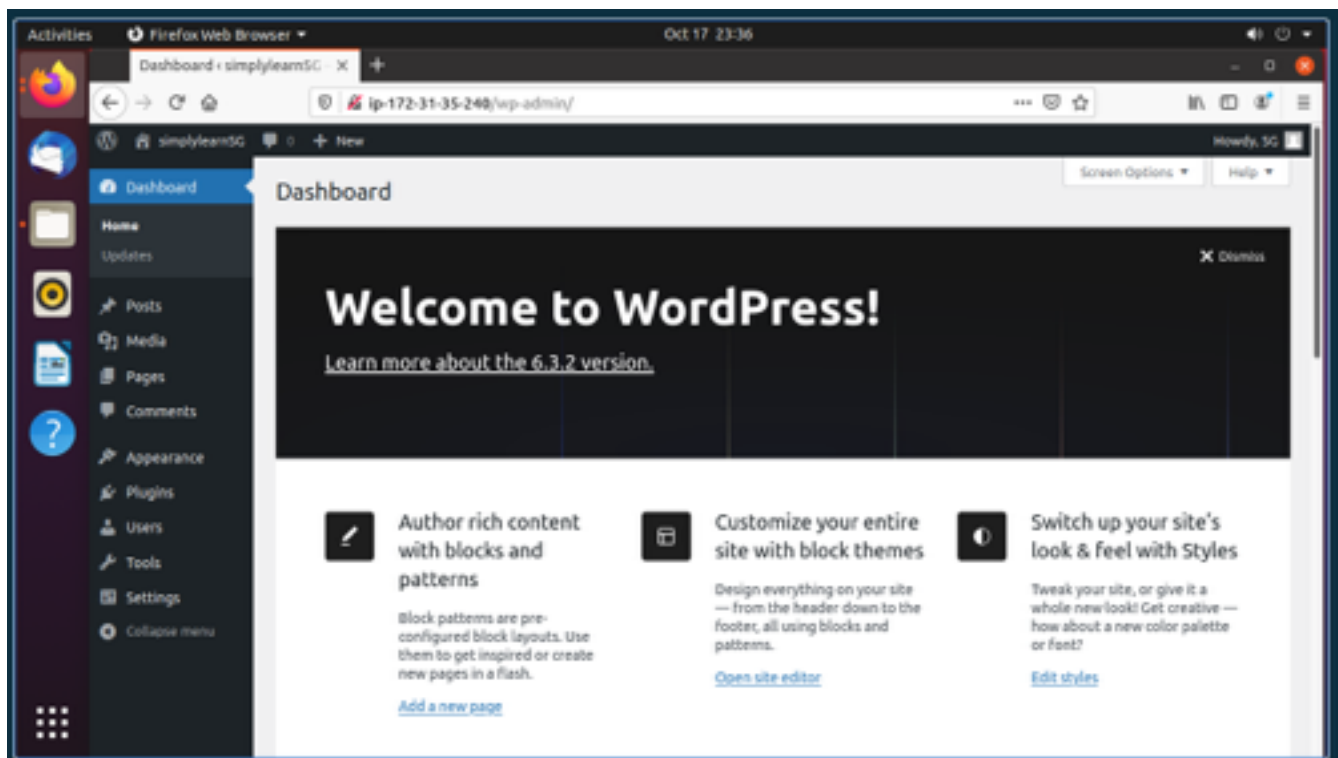 Activities Firefox Web Browser Oct 17 23:36
Dashboard ‹ simplylearnSG -
ip-172-31-35-240/wp-admin/
simplylearnSG 0 + New Howdy, SG
Screen Options Help
Dashboard
Dashboard
Home
Updates
Posts
Media
Pages
Comments
Appearance
Plugins
Users
Tools
Settings
Collapse menu
Dismiss
Welcome to WordPress!
Learn more about the 6.3.2 version.
Author rich content
with blocks and
patterns
Block patterns are pre-
configured block layouts. Use
them to get inspired or create
new pages in a flash.
Add a new page
Customize your entire
site with block themes
Design everything on your site
— from the header down to the
footer, all using blocks and
patterns.
Open site editor
Switch up your site's
look & feel with Styles
Tweak your site, or give it a
whole new look! Get creative —
how about a new color palette
or font?
Edit styles